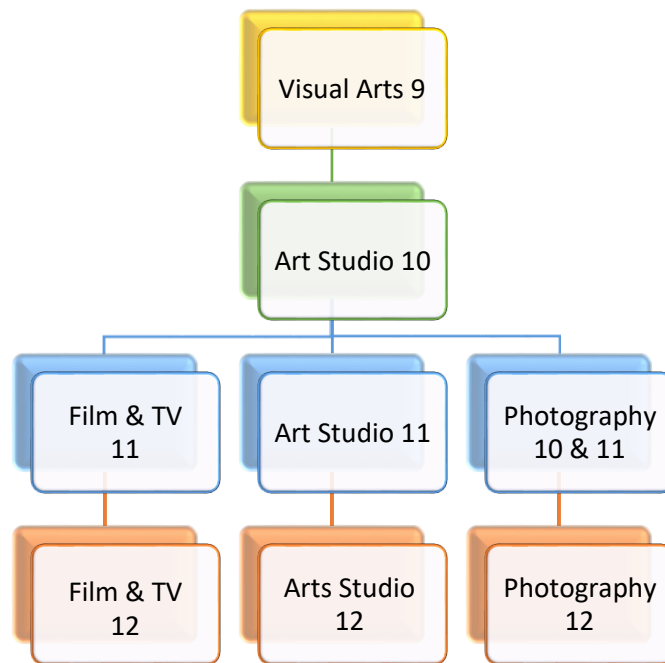 Visual Arts 9
Art Studio 10
Film & TV
11
Art Studio 11
Photography
10 & 11
Film & TV
12
Arts Studio
12
Photography
12